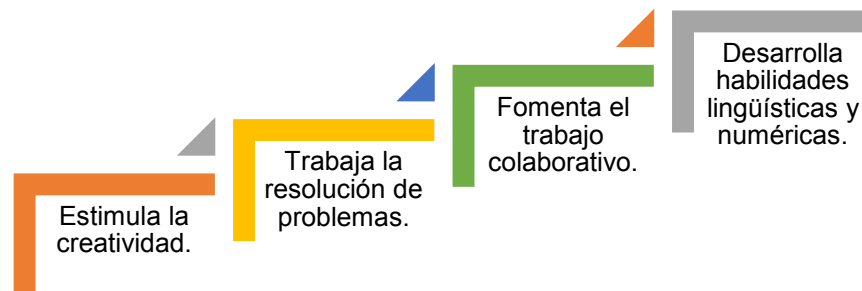 Estimula la
creatividad.
Trabaja la
resolución de
problemas.
Fomenta el
trabajo
colaborativo.
Desarrolla
habilidades
lingüísticas y
numéricas.